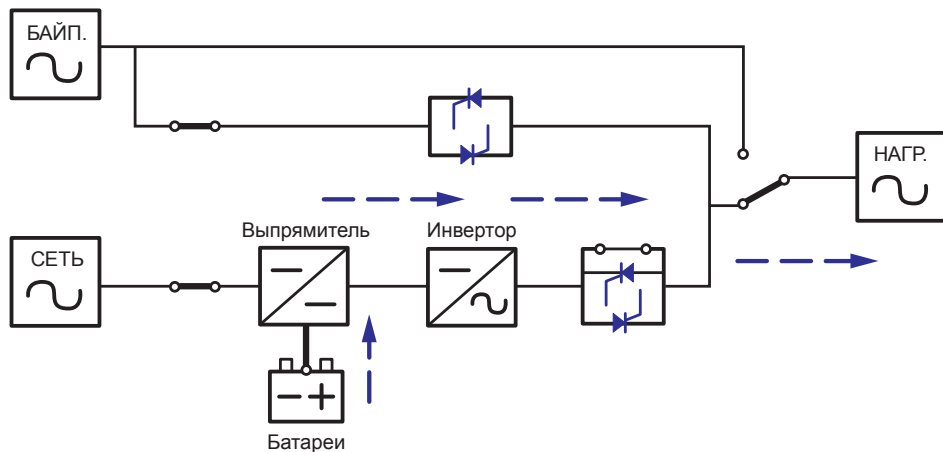 БАЙП.
НАГР.
Выпрямитель
Инвертор
СЕТЬ
Батареи